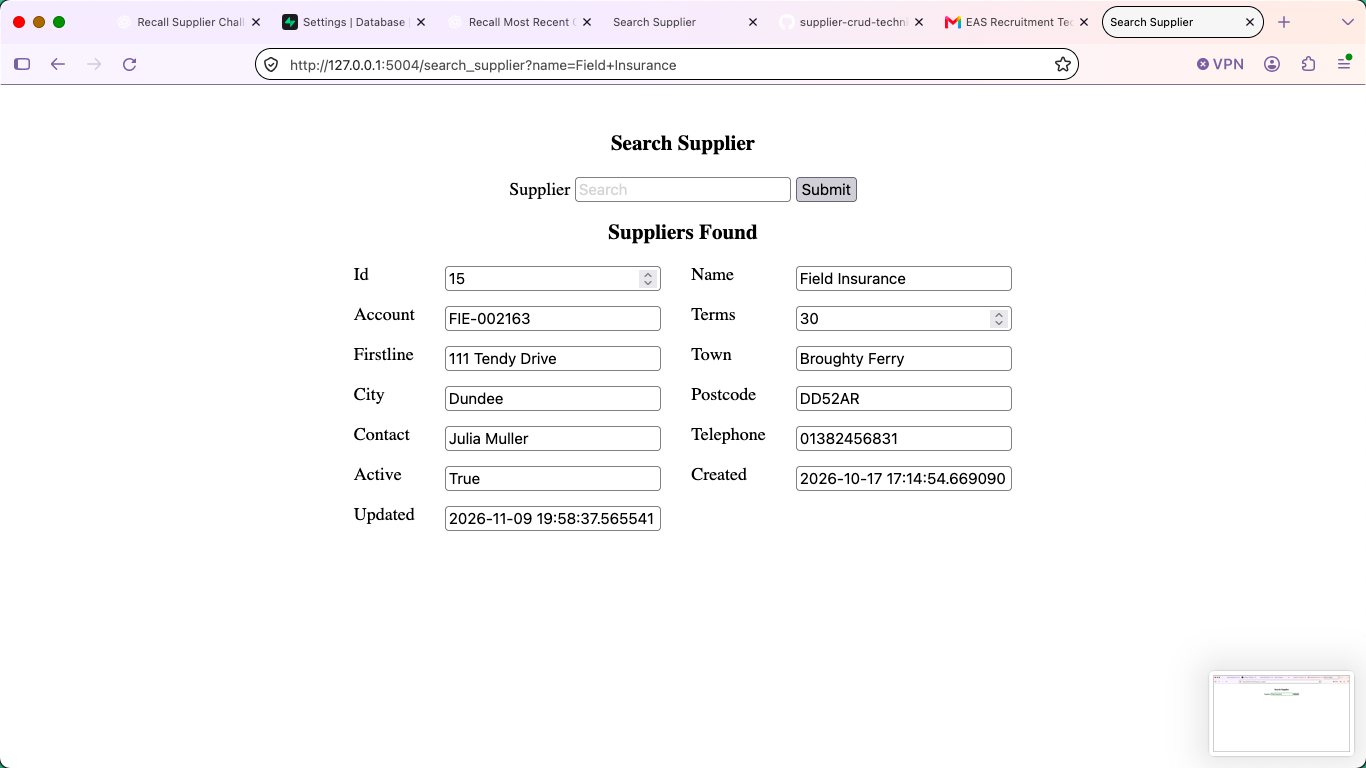 Recall Supplier Chall
Settings | Database
Recall Most Recent
Search Supplier
supplier-crud-techni
EAS Recruitment Tec
Search Supplier
http://127.0.0.1:5004/search_supplier?name=Field+Insurance
VPN
Search Supplier
Supplier Search Submit
Suppliers Found
Id 15 Name Field Insurance
Account FIE-002163 Terms 30
Firstline 111 Tendy Drive Town Broughty Ferry
City Dundee Postcode DD52AR
Contact Julia Muller Telephone 01382456831
Active True Created 2026-10-17 17:14:54.669090
Updated 2026-11-09 19:58:37.565541